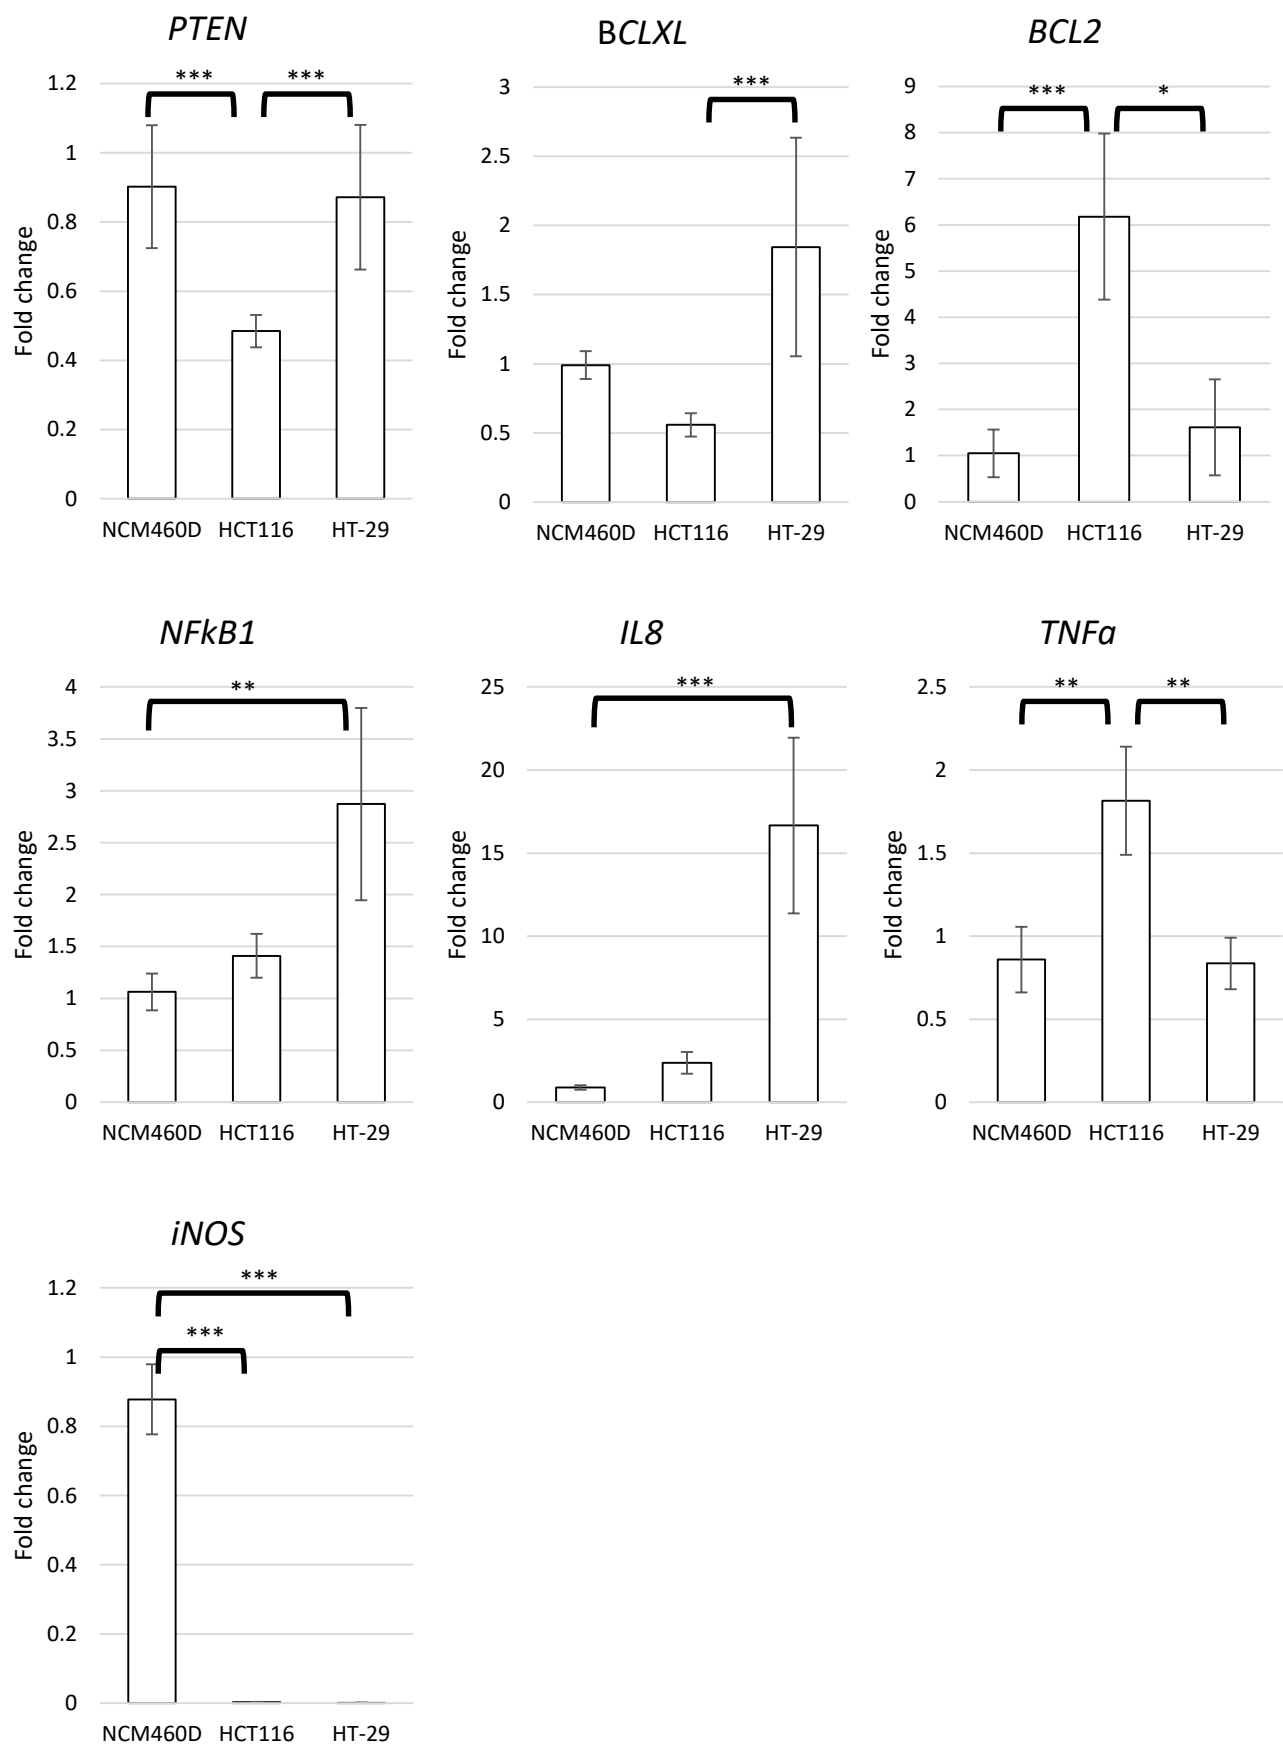 PTEN
BCLXL
BCL2
*** ***
***
*** *
1.2
1
0.8
0.6
0.4
0.2
0
Fold change
NCM460D HCT116 HT-29
3
2.5
2
1.5
1
0.5
0
Fold change
NCM460D HCT116 HT-29
9
8
7
6
5
4
3
2
1
0
Fold change
NCM460D HCT116 HT-29
NFkB1
IL8
TNFa
**
***
** **
4
3.5
3
2.5
2
1.5
1
0.5
0
Fold change
NCM460D HCT116 HT-29
25
20
15
10
5
0
Fold change
NCM460D HCT116 HT-29
2.5
2
1.5
1
0.5
0
Fold change
NCM460D HCT116 HT-29
iNOS
***
***
1.2
1
0.8
0.6
0.4
0.2
0
Fold change
NCM460D HCT116 HT-29